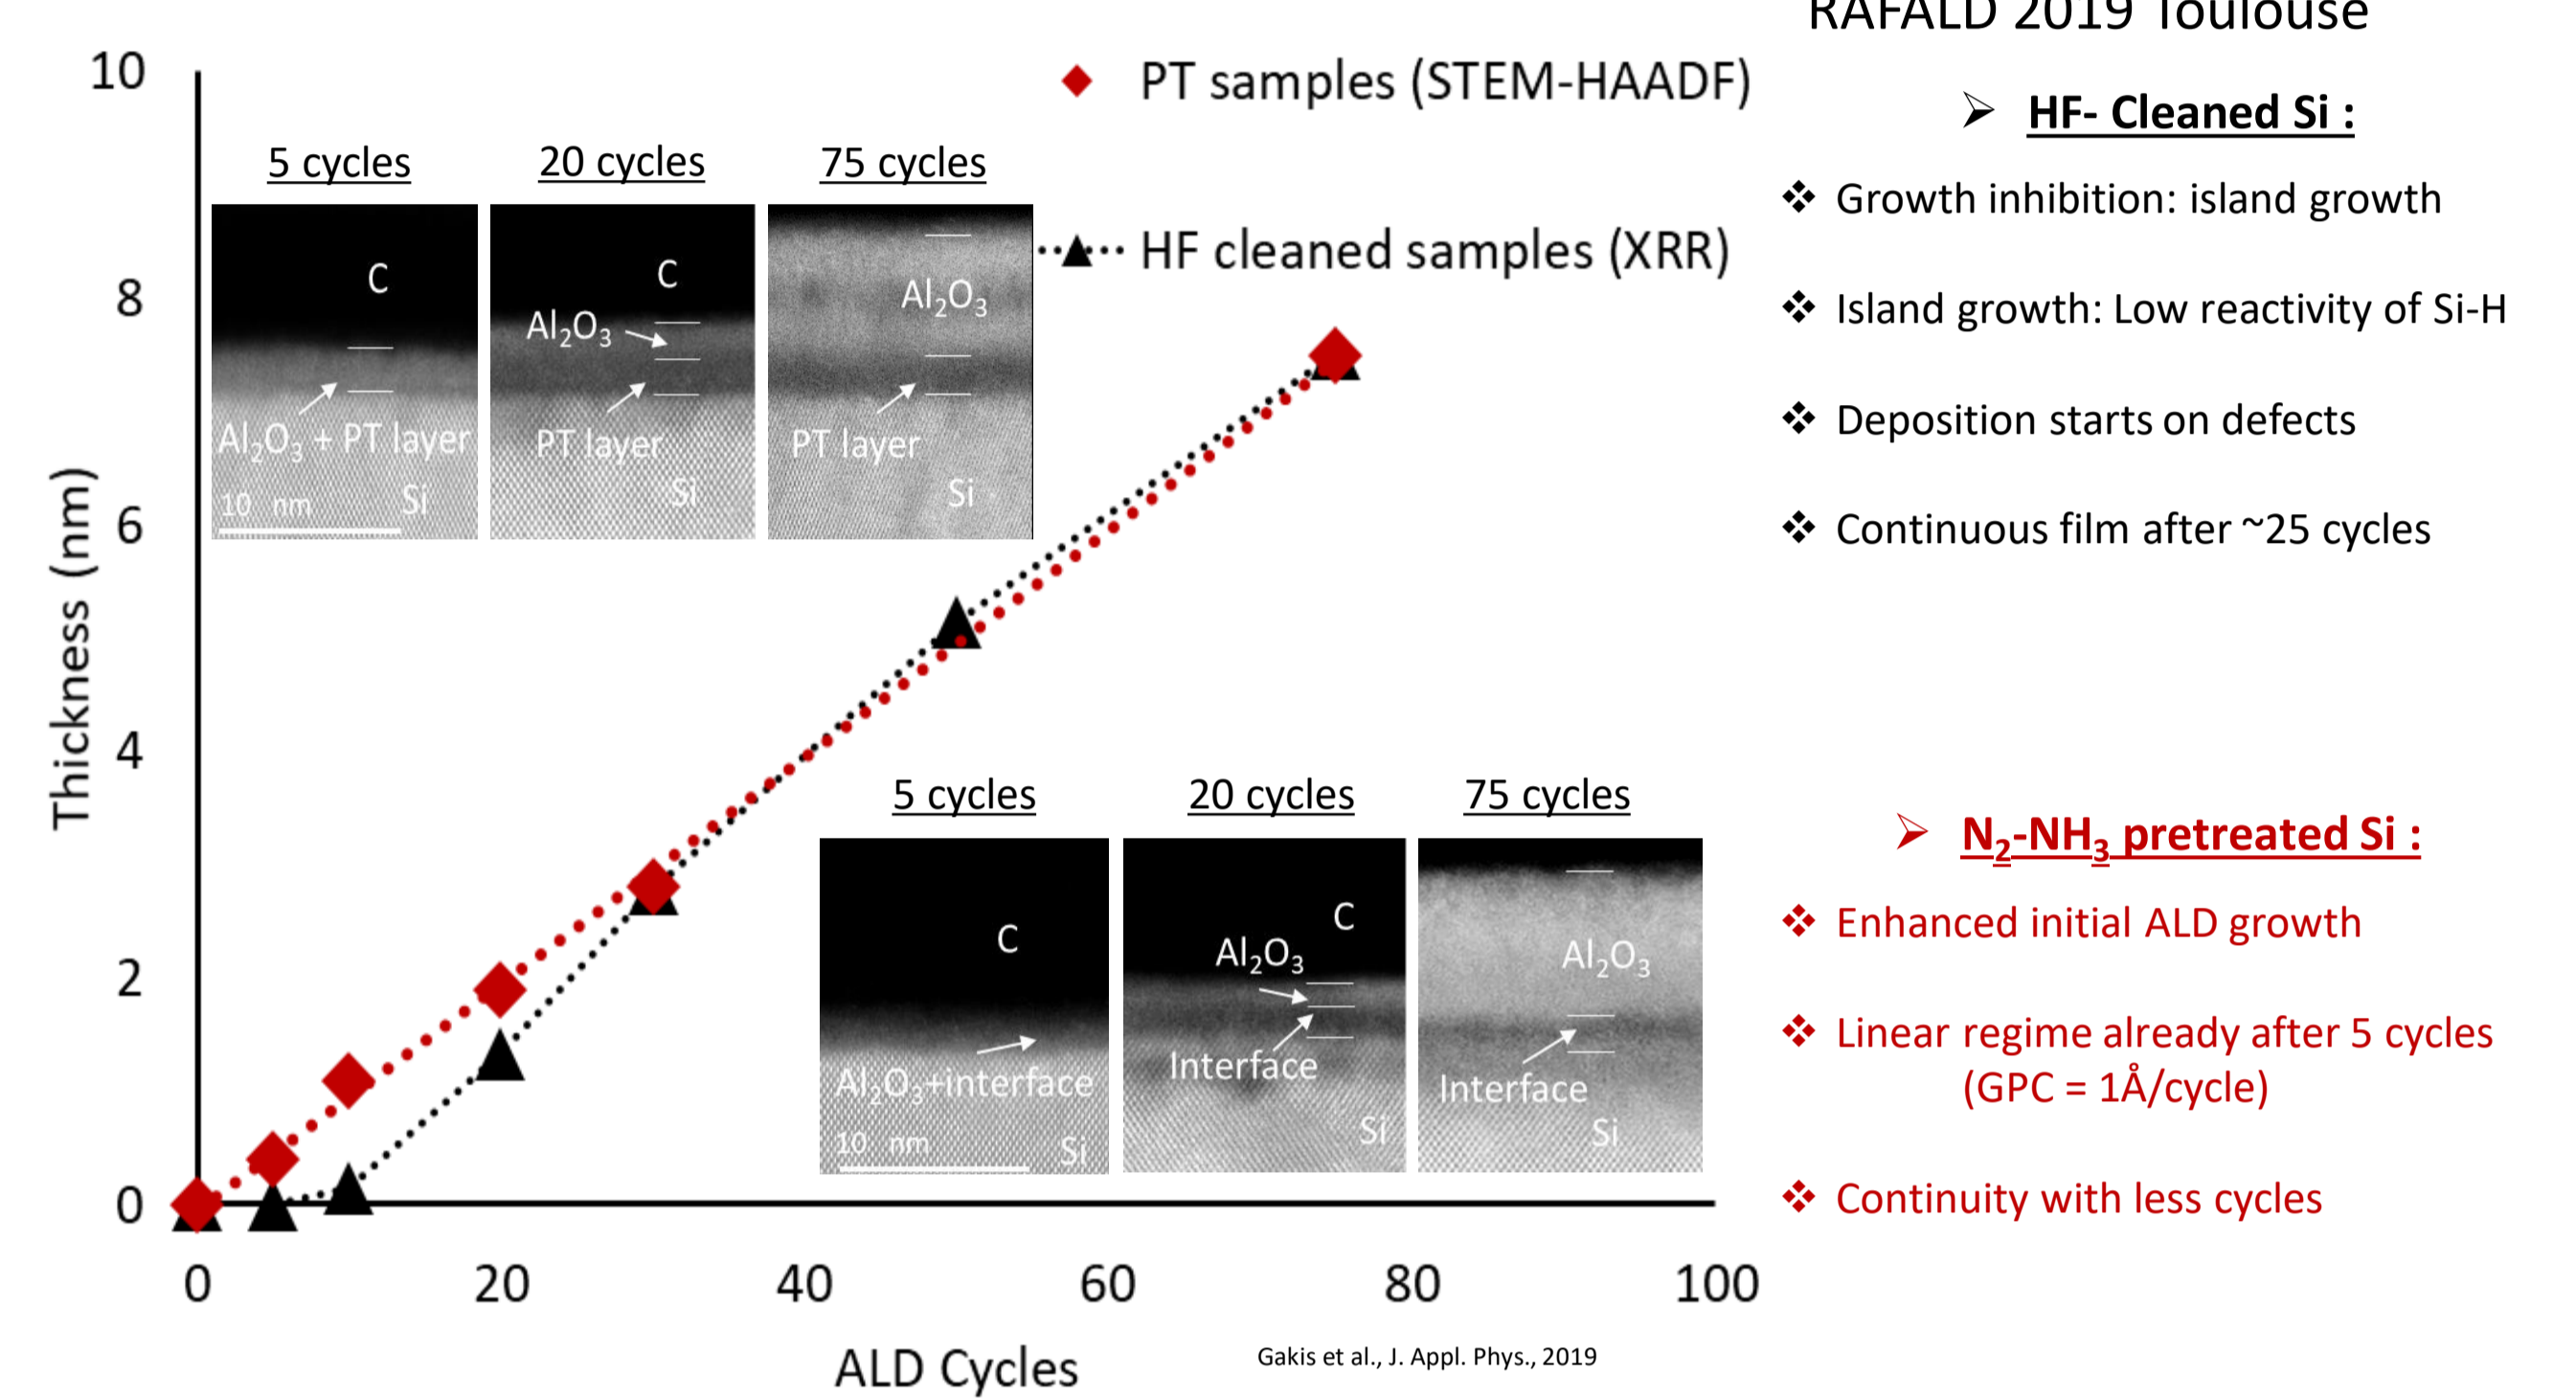 RAFALD 2019 Toulouse
10
8
6
4
2
0
Thickness (nm)
0 20 40 60 80 100
ALD Cycles
PT samples (STEM-HAADF)
HF cleaned samples (XRR)
5 cycles
C
Al₂O₃ + PT layer
10 nm
Si
20 cycles
C
Al₂O₃
PT layer
Si
75 cycles
Al₂O₃
PT layer
Si
5 cycles
C
Al₂O₃+interface
10 nm
Si
20 cycles
C
Al₂O₃
Interface
Si
75 cycles
Al₂O₃
Interface
Si
Gakis et al., J. Appl. Phys., 2019
➢ HF- Cleaned Si :
❖ Growth inhibition: island growth
❖ Island growth: Low reactivity of Si-H
❖ Deposition starts on defects
❖ Continuous film after ~25 cycles
➢ N₂-NH₃ pretreated Si :
❖ Enhanced initial ALD growth
❖ Linear regime already after 5 cycles
(GPC = 1Å/cycle)
❖ Continuity with less cycles